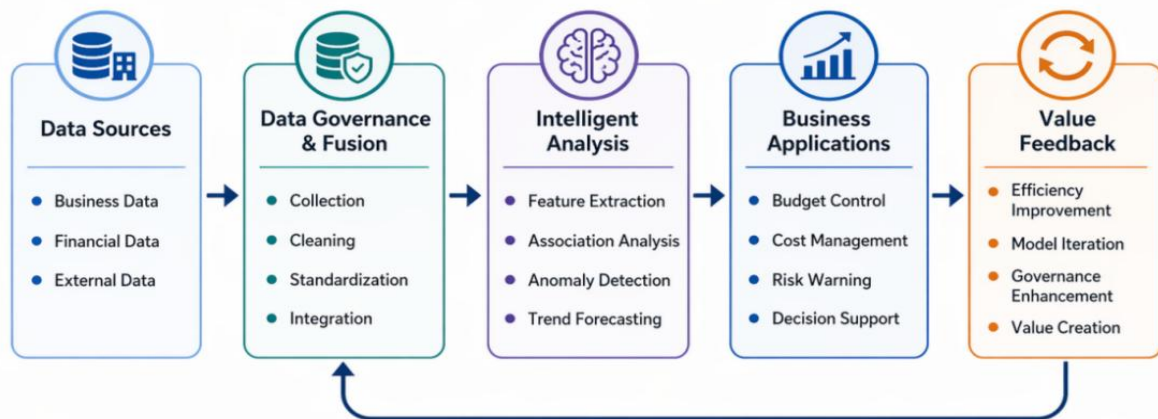 Data Sources
Business Data
Financial Data
External Data
Data Governance
& Fusion
Collection
Cleaning
Standardization
Integration
Intelligent
Analysis
Feature Extraction
Association Analysis
Anomaly Detection
Trend Forecasting
Business
Applications
Budget Control
Cost Management
Risk Warning
Decision Support
Value
Feedback
Efficiency
Improvement
Model Iteration
Governance
Enhancement
Value Creation